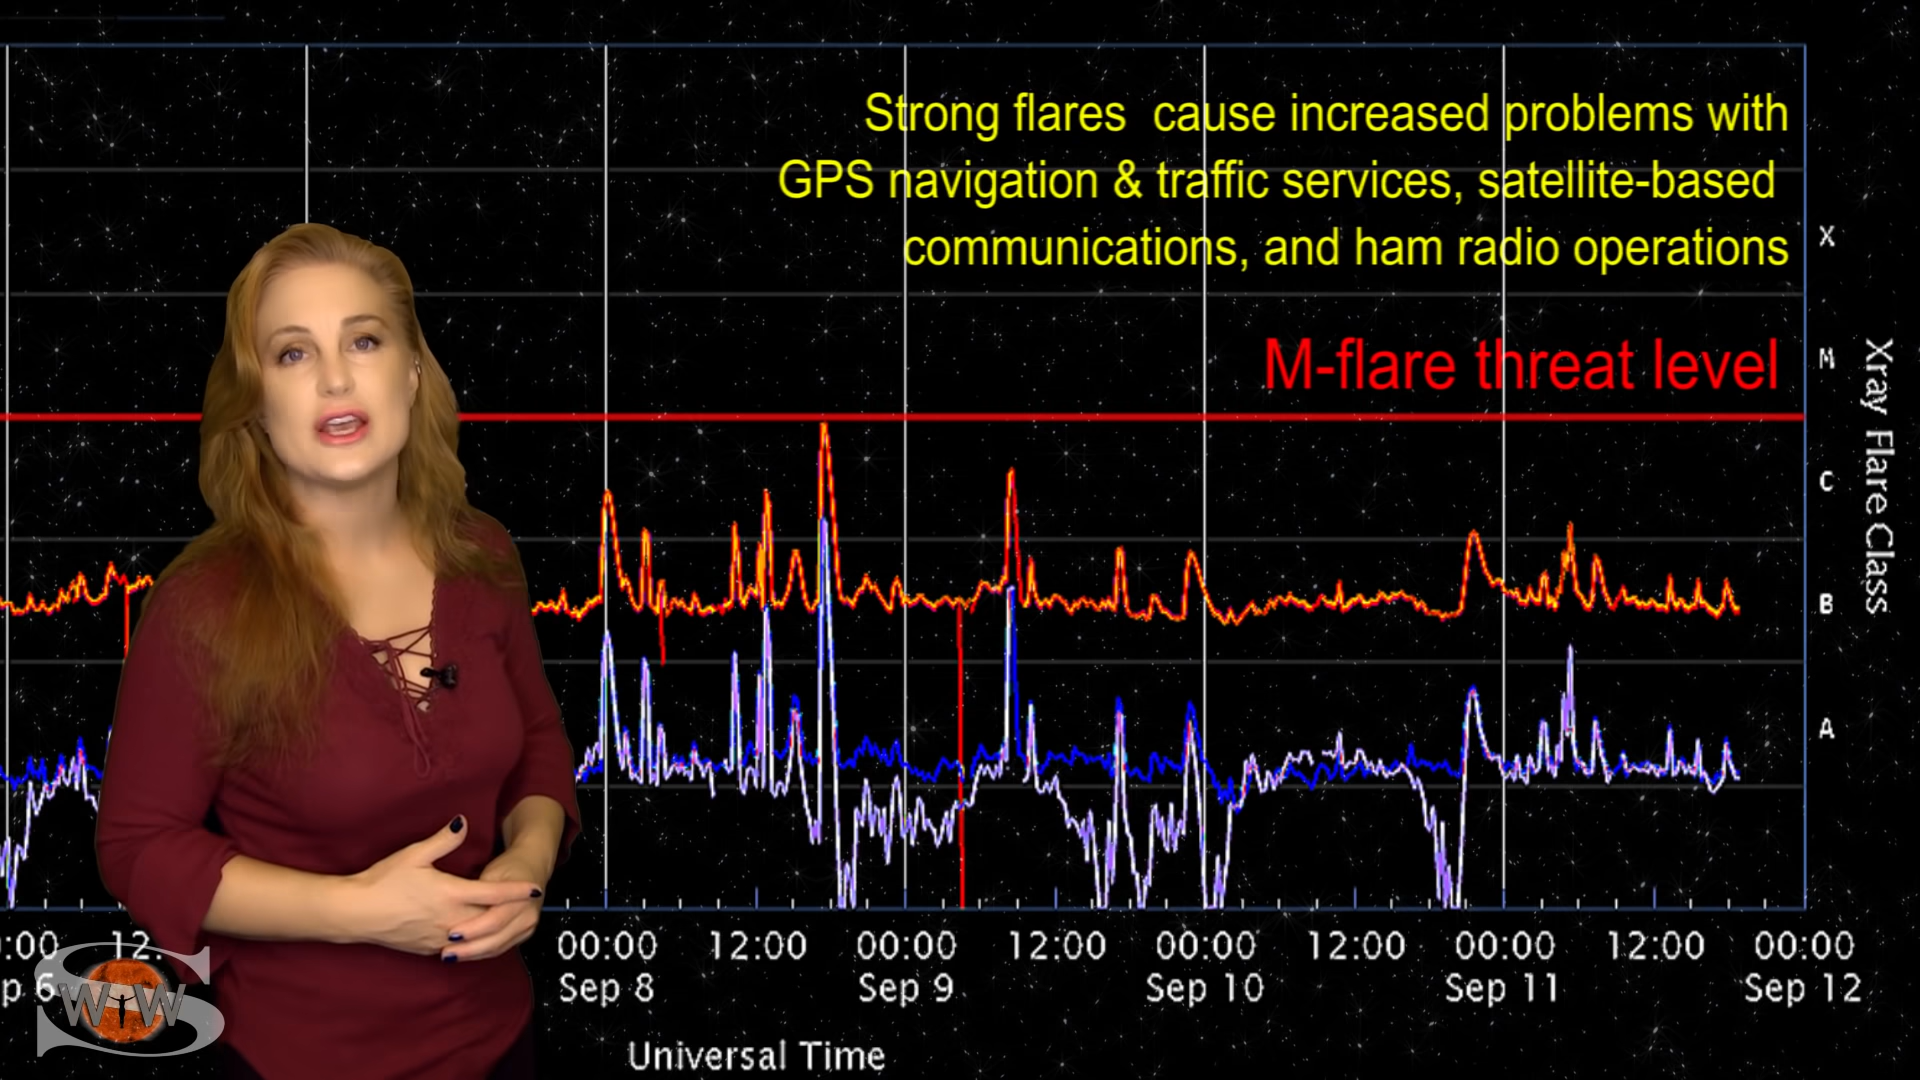 Strong flares cause increased problems with
GPS navigation & traffic services, satellite-based
communications, and ham radio operations
M-flare threat level
X
M
C
B
A
Xray Flare Class
:00 12: 00:00 12:00 00:00 12:00 00:00 12:00 00:00 12:00 00:00
p 6 Sep 8 Sep 9 Sep 10 Sep 11 Sep 12
Universal Time
SWTW